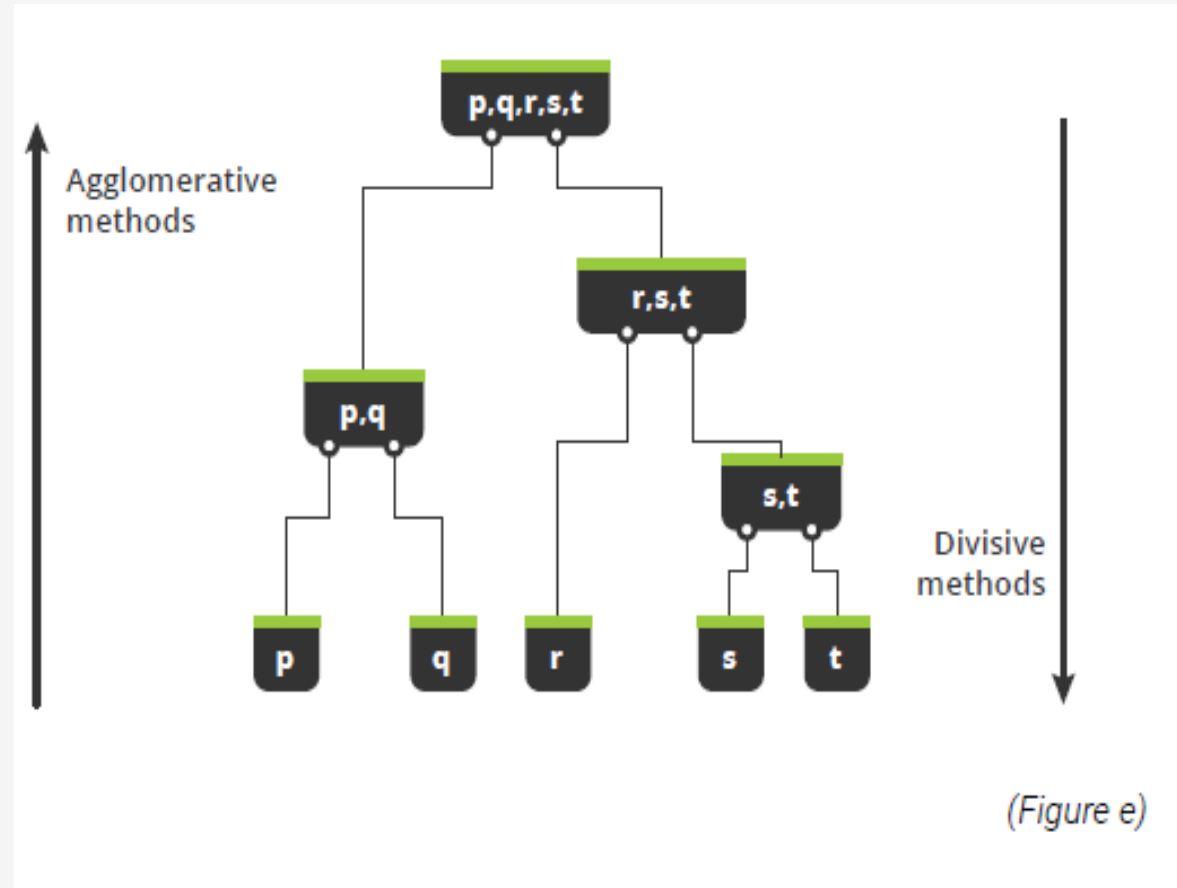 p,q,r,s,t
Agglomerative
methods
r,s,t
p,q
s,t
Divisive
methods
p
q
r
s
t
(Figure e)